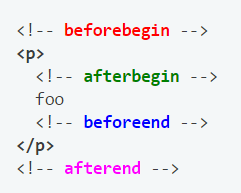 <!-- beforebegin -->
<p>
<!-- afterbegin -->
foo
<!-- beforeend -->
</p>
<!-- afterend -->